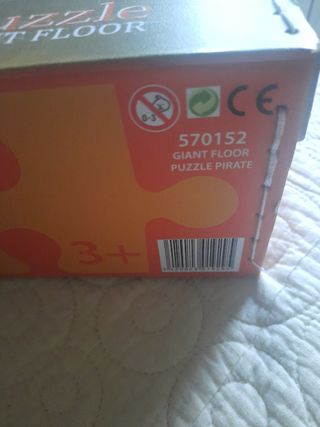 uzzle
T FLOOR
0-3
CE
570152
GIANT FLOOR
PUZZLE PIRATE
3+